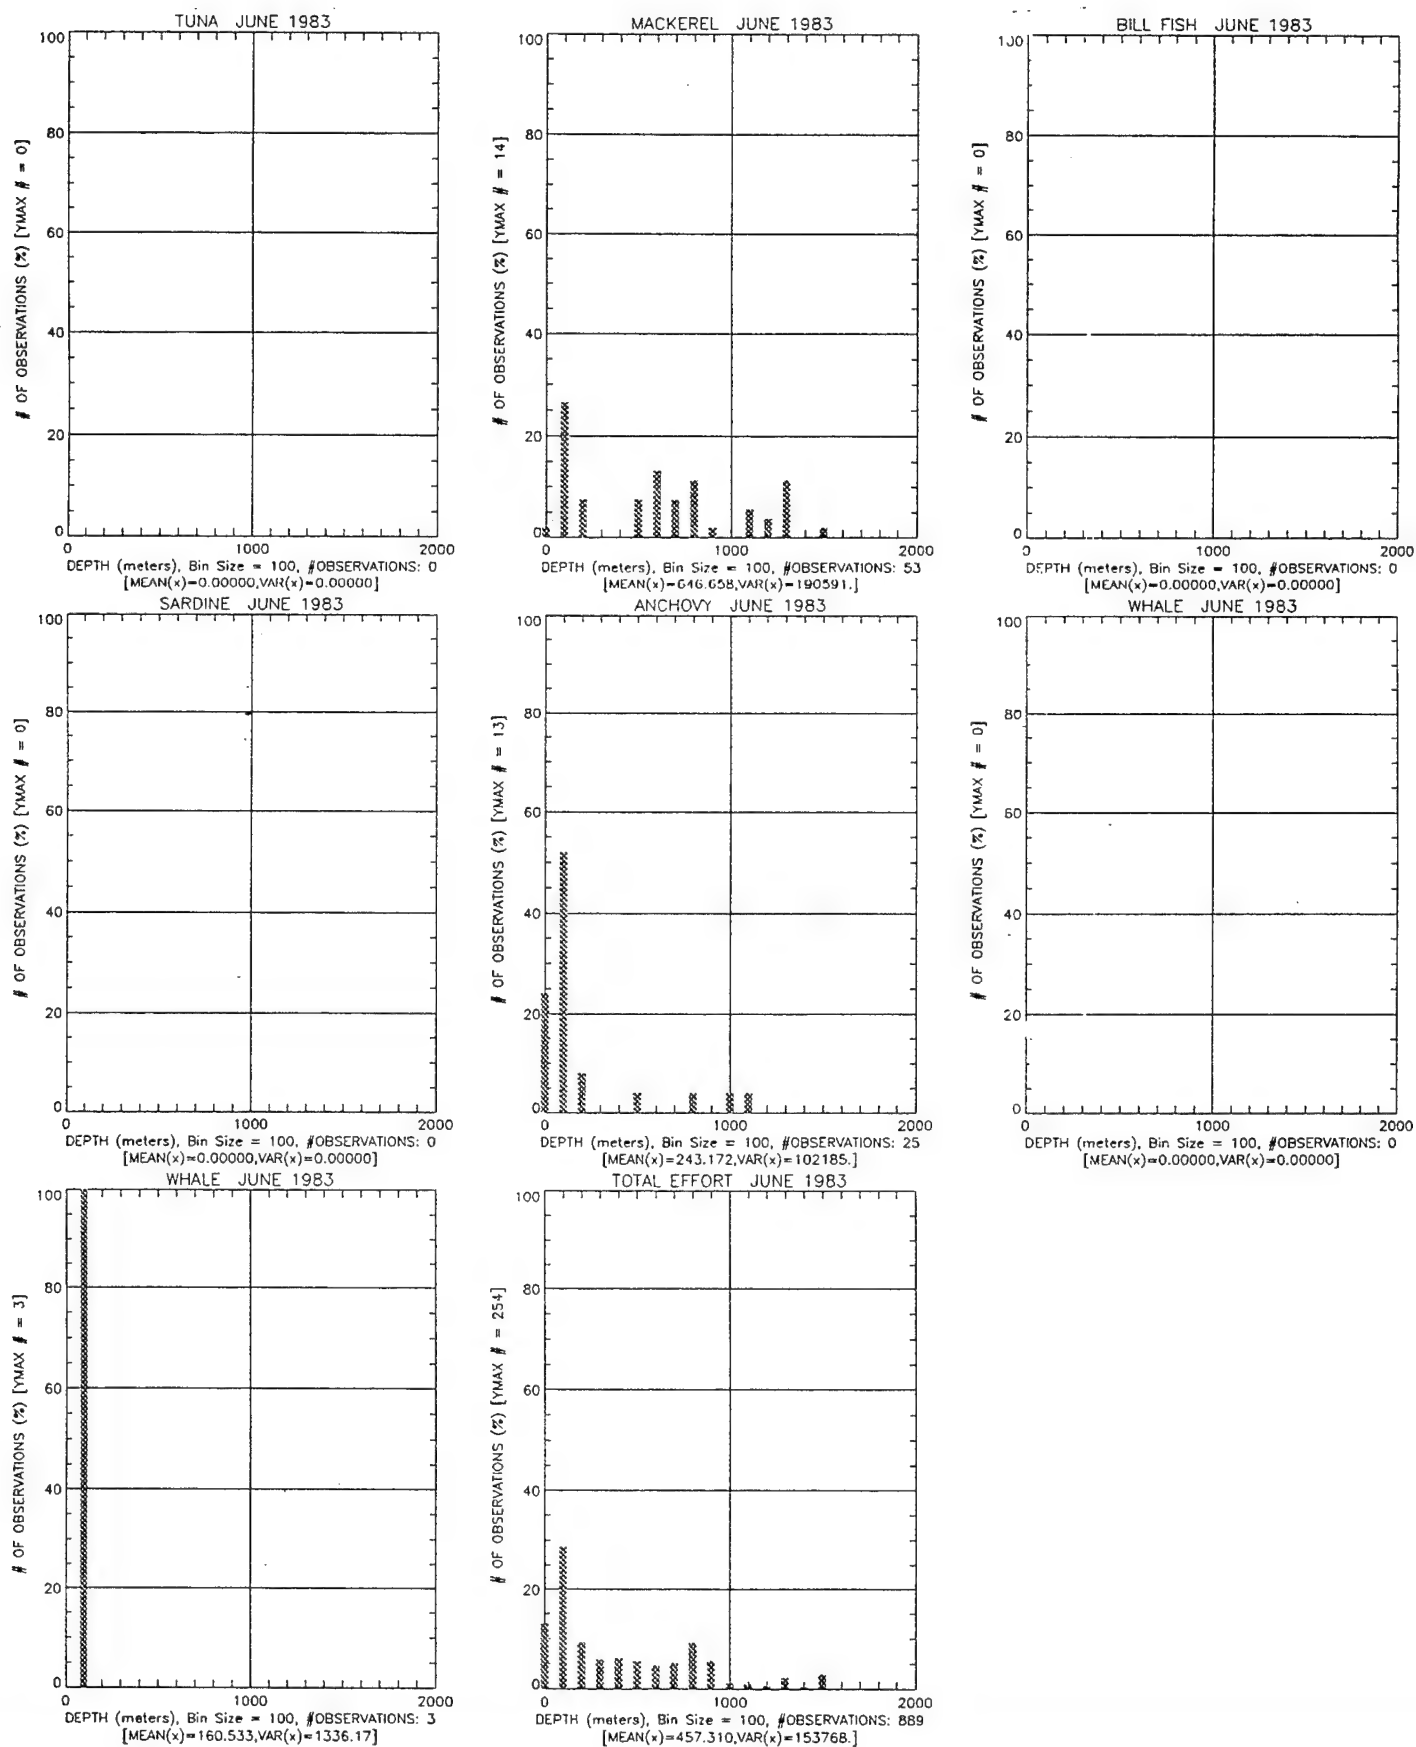 TUNA JUNE 1983
# OF OBSERVATIONS (%) [YMAX # = 0]
100
80
60
40
20
0
0 1000 2000
DEPTH (meters), Bin Size = 100, #OBSERVATIONS: 0
[MEAN(x)=0.00000,VAR(x)=0.00000]
MACKEREL JUNE 1983
# OF OBSERVATIONS (%) [YMAX # = 14]
100
80
60
40
20
0
0 1000 2000
DEPTH (meters), Bin Size = 100, #OBSERVATIONS: 53
[MEAN(x)=646.658,VAR(x)=190591.]
BILL FISH JUNE 1983
# OF OBSERVATIONS (%) [YMAX # = 0]
100
80
60
40
20
0
0 1000 2000
DEPTH (meters), Bin Size = 100, #OBSERVATIONS: 0
[MEAN(x)=0.00000,VAR(x)=0.00000]
SARDINE JUNE 1983
# OF OBSERVATIONS (%) [YMAX # = 0]
100
80
60
40
20
0
0 1000 2000
DEPTH (meters), Bin Size = 100, #OBSERVATIONS: 0
[MEAN(x)=0.00000,VAR(x)=0.00000]
ANCHOVY JUNE 1983
# OF OBSERVATIONS (%) [YMAX # = 13]
100
80
60
40
20
0
0 1000 2000
DEPTH (meters), Bin Size = 100, #OBSERVATIONS: 25
[MEAN(x)=243.172,VAR(x)=102185.]
WHALE JUNE 1983
# OF OBSERVATIONS (%) [YMAX # = 0]
100
80
60
40
20
0
0 1000 2000
DEPTH (meters), Bin Size = 100, #OBSERVATIONS: 0
[MEAN(x)=0.00000,VAR(x)=0.00000]
WHALE JUNE 1983
# OF OBSERVATIONS (%) [YMAX # = 3]
100
80
60
40
20
0
0 1000 2000
DEPTH (meters), Bin Size = 100, #OBSERVATIONS: 3
[MEAN(x)=160.533,VAR(x)=1336.17]
TOTAL EFFORT JUNE 1983
# OF OBSERVATIONS (%) [YMAX # = 254]
100
80
60
40
20
0
0 1000 2000
DEPTH (meters), Bin Size = 100, #OBSERVATIONS: 889
[MEAN(x)=457.310,VAR(x)=153768.]